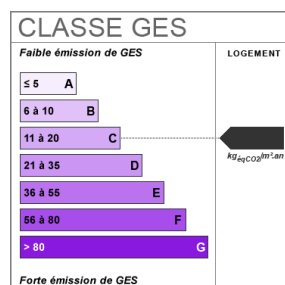 CLASSE GES
Faible émission de GES
LOGEMENT
≤ 5 A
6 à 10 B
11 à 20 C
21 à 35 D
36 à 55 E
56 à 80 F
> 80 G
kgéqCO2/m².an
Forte émission de GES